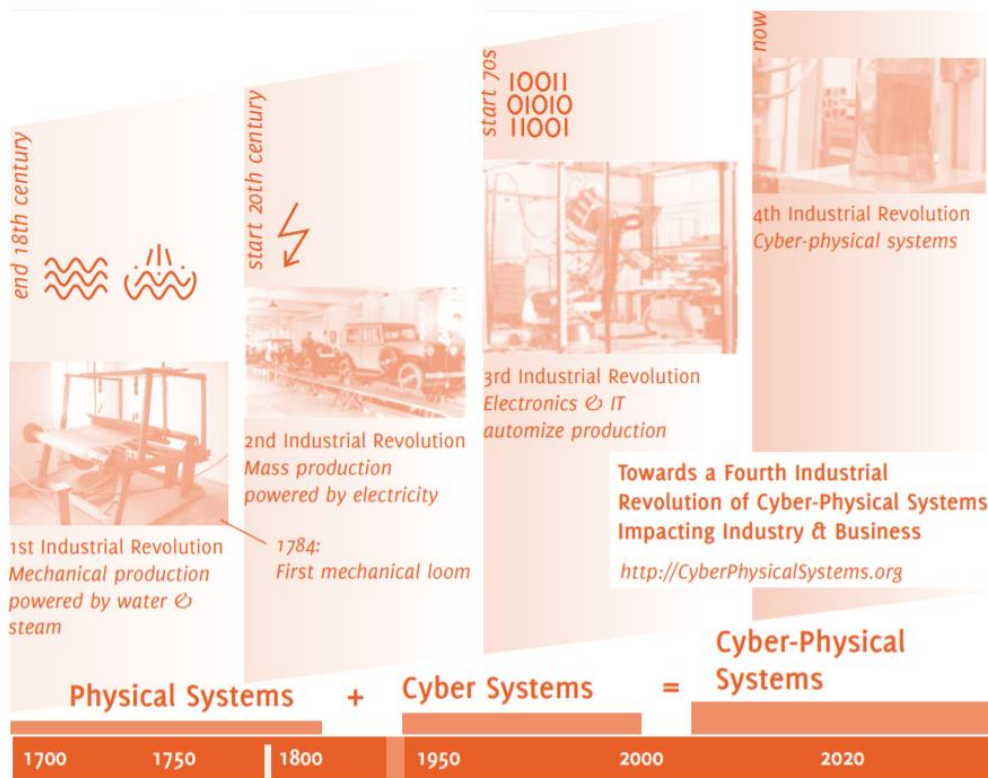 end 18th century
1st Industrial Revolution
Mechanical production
powered by water &
steam
1784:
First mechanical loom
start 20th century
2nd Industrial Revolution
Mass production
powered by electricity
start 70s
10011
01010
11001
3rd Industrial Revolution
Electronics & IT
automize production
now
4th Industrial Revolution
Cyber-physical systems
Towards a Fourth Industrial
Revolution of Cyber-Physical Systems
Impacting Industry & Business
http://CyberPhysicalSystems.org
Physical Systems + Cyber Systems = Cyber-Physical
Systems
1700 1750 1800 1950 2000 2020